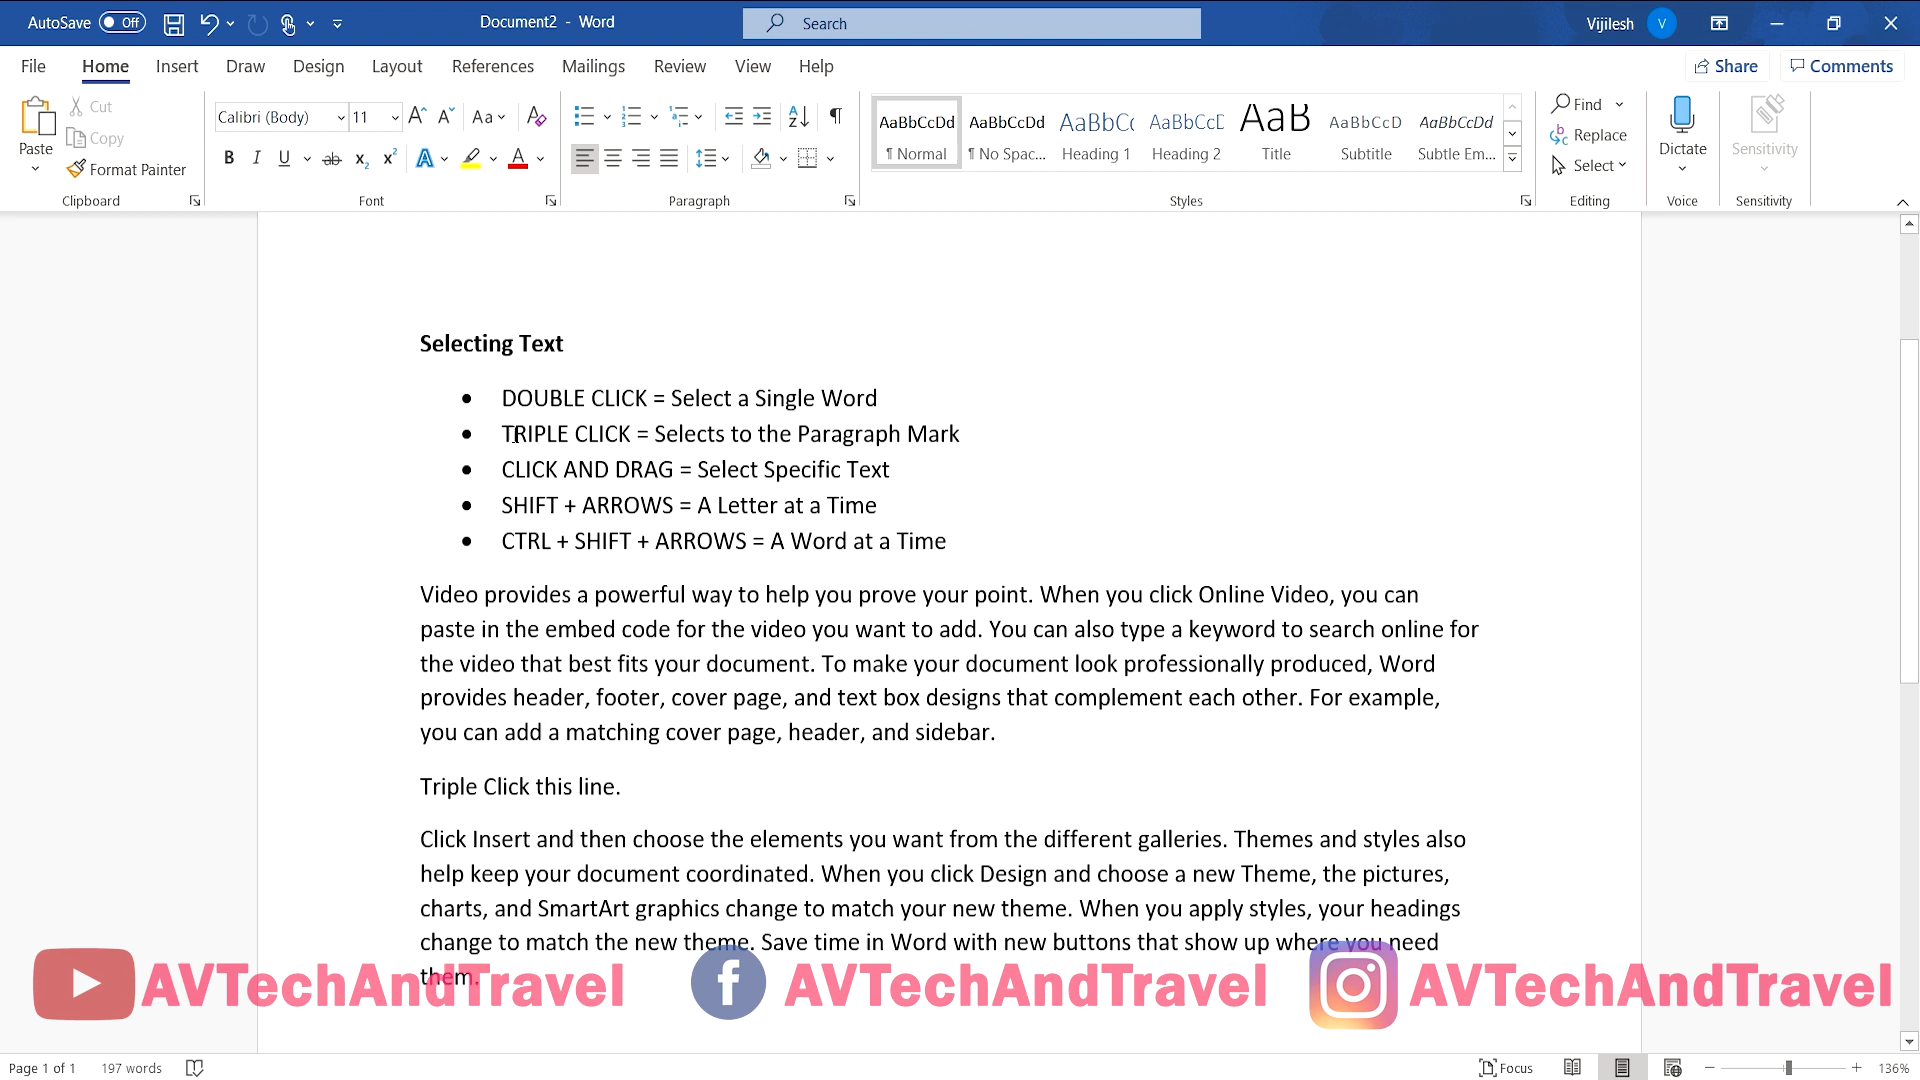 AutoSave Off
Document2 - Word
Search
Vijilesh V
File Home Insert Draw Design Layout References Mailings Review View Help
Share Comments
Paste
Cut
Copy
Format Painter
Clipboard
Calibri (Body) 11
Font
Paragraph
AaBbCcDd AaBbCcDd AaBbC AaBbCcD AaB AaBbCcD AaBbCcDd
¶ Normal ¶ No Spac... Heading 1 Heading 2 Title Subtitle Subtle Em...
Styles
Find
Replace
Select
Editing
Dictate
Voice
Sensitivity
Sensitivity
Selecting Text
• DOUBLE CLICK = Select a Single Word
• TRIPLE CLICK = Selects to the Paragraph Mark
• CLICK AND DRAG = Select Specific Text
• SHIFT + ARROWS = A Letter at a Time
• CTRL + SHIFT + ARROWS = A Word at a Time
Video provides a powerful way to help you prove your point. When you click Online Video, you can
paste in the embed code for the video you want to add. You can also type a keyword to search online for
the video that best fits your document. To make your document look professionally produced, Word
provides header, footer, cover page, and text box designs that complement each other. For example,
you can add a matching cover page, header, and sidebar.
Triple Click this line.
Click Insert and then choose the elements you want from the different galleries. Themes and styles also
help keep your document coordinated. When you click Design and choose a new Theme, the pictures,
charts, and SmartArt graphics change to match your new theme. When you apply styles, your headings
change to match the new theme. Save time in Word with new buttons that show up where you need
them.
AVTechAndTravel AVTechAndTravel AVTechAndTravel
Page 1 of 1 197 words
Focus
136%